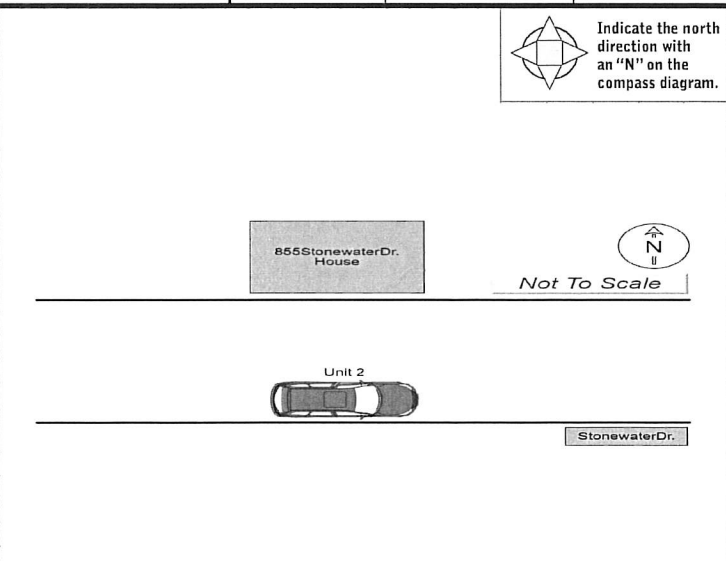 Indicate the north
direction with
an “N” on the
compass diagram.
855StonewaterDr.
House
N
Not To Scale
Unit 2
StonewaterDr.